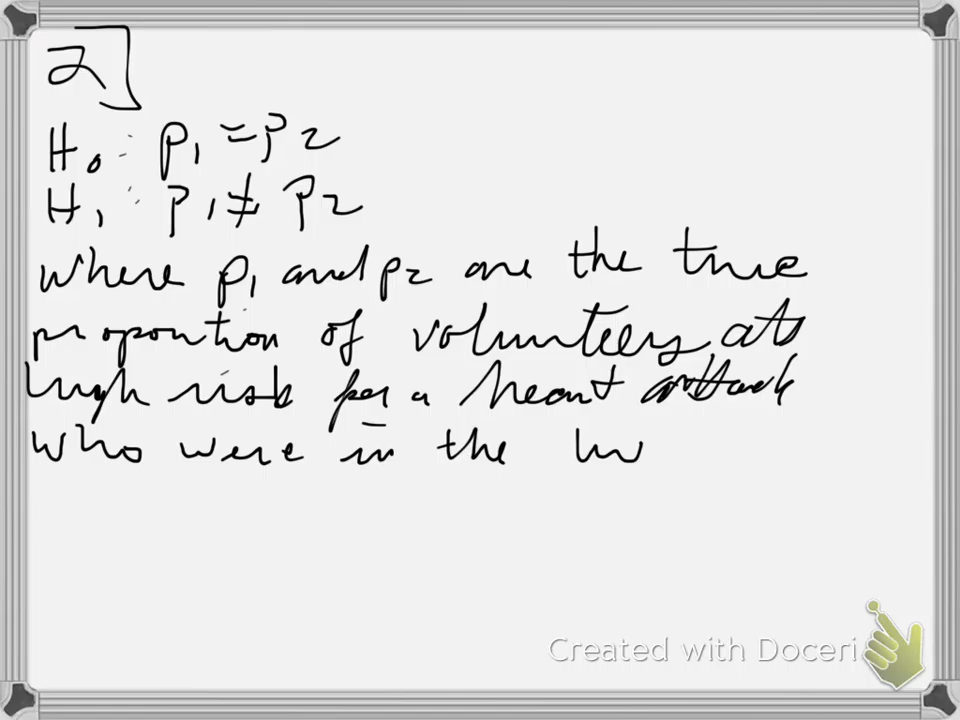 2]
H0: p1 = p2
H1: p1 ≠ p2
where p1 and p2 are the true
proportion of volunteers at
high risk for a heart attack
who were in the
Created with Doceri